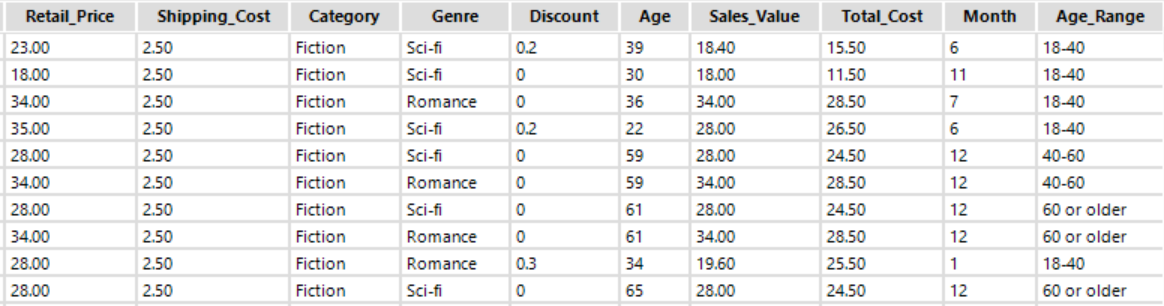 Retail_Price Shipping_Cost Category Genre Discount Age Sales_Value Total_Cost Month Age_Range
23.00 2.50 Fiction Sci-fi 0.2 39 18.40 15.50 6 18-40
18.00 2.50 Fiction Sci-fi 0 30 18.00 11.50 11 18-40
34.00 2.50 Fiction Romance 0 36 34.00 28.50 7 18-40
35.00 2.50 Fiction Sci-fi 0.2 22 28.00 26.50 6 18-40
28.00 2.50 Fiction Sci-fi 0 59 28.00 24.50 12 40-60
34.00 2.50 Fiction Romance 0 59 34.00 28.50 12 40-60
28.00 2.50 Fiction Sci-fi 0 61 28.00 24.50 12 60 or older
34.00 2.50 Fiction Romance 0 61 34.00 28.50 12 60 or older
28.00 2.50 Fiction Romance 0.3 34 19.60 25.50 1 18-40
28.00 2.50 Fiction Sci-fi 0 65 28.00 24.50 12 60 or older